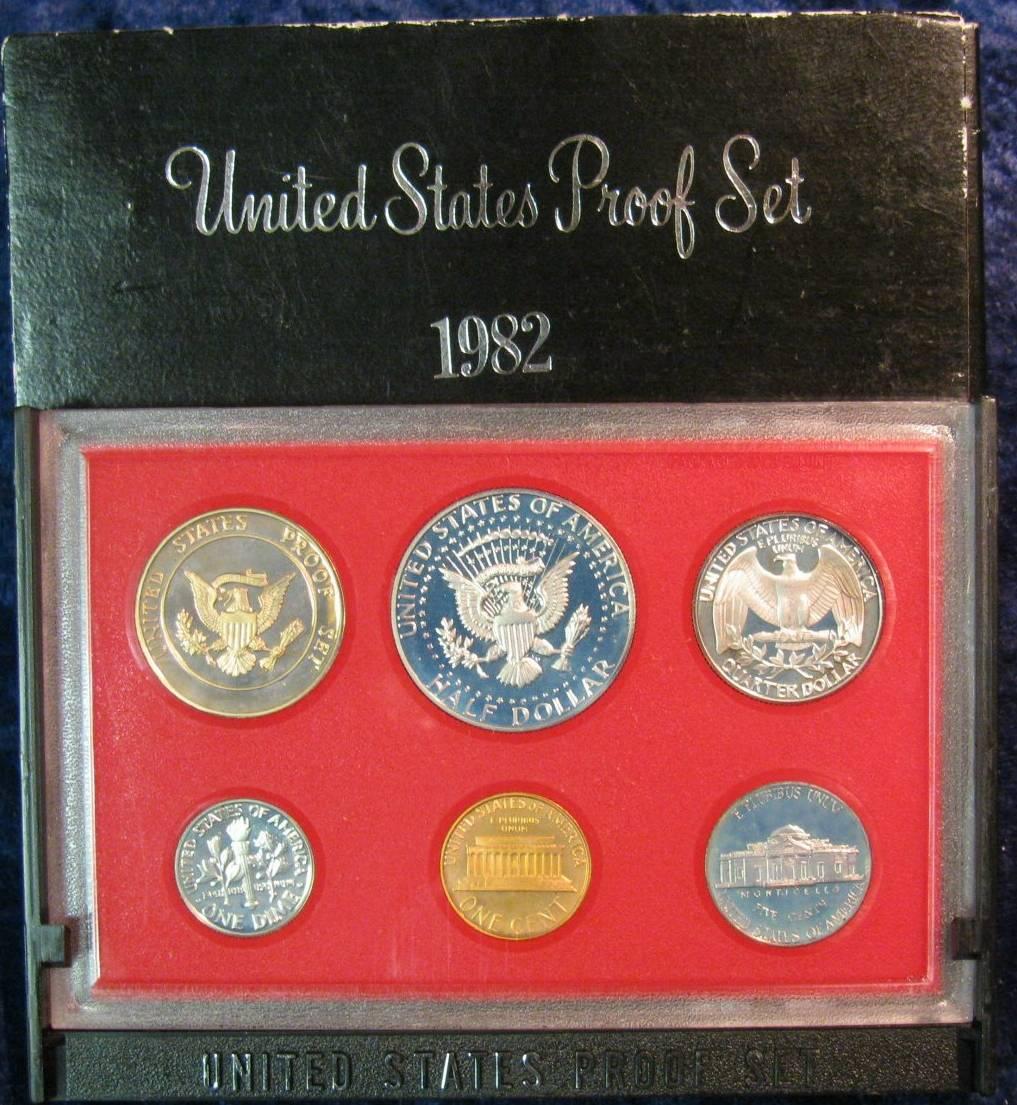 United States Proof Set
1982
UNITED STATES PROOF SET
UNITED STATES OF AMERICA
HALF DOLLAR
UNITED STATES OF AMERICA
E PLURIBUS
UNUM
QUARTER DOLLAR
UNITED STATES OF AMERICA
ONE DIME
UNITED STATES OF AMERICA
E PLURIBUS
UNUM
ONE CENT
E PLURIBUS UNUM
MONTICELLO
FIVE CENTS
UNITED STATES OF AMERICA
UNITED STATES PROOF SET